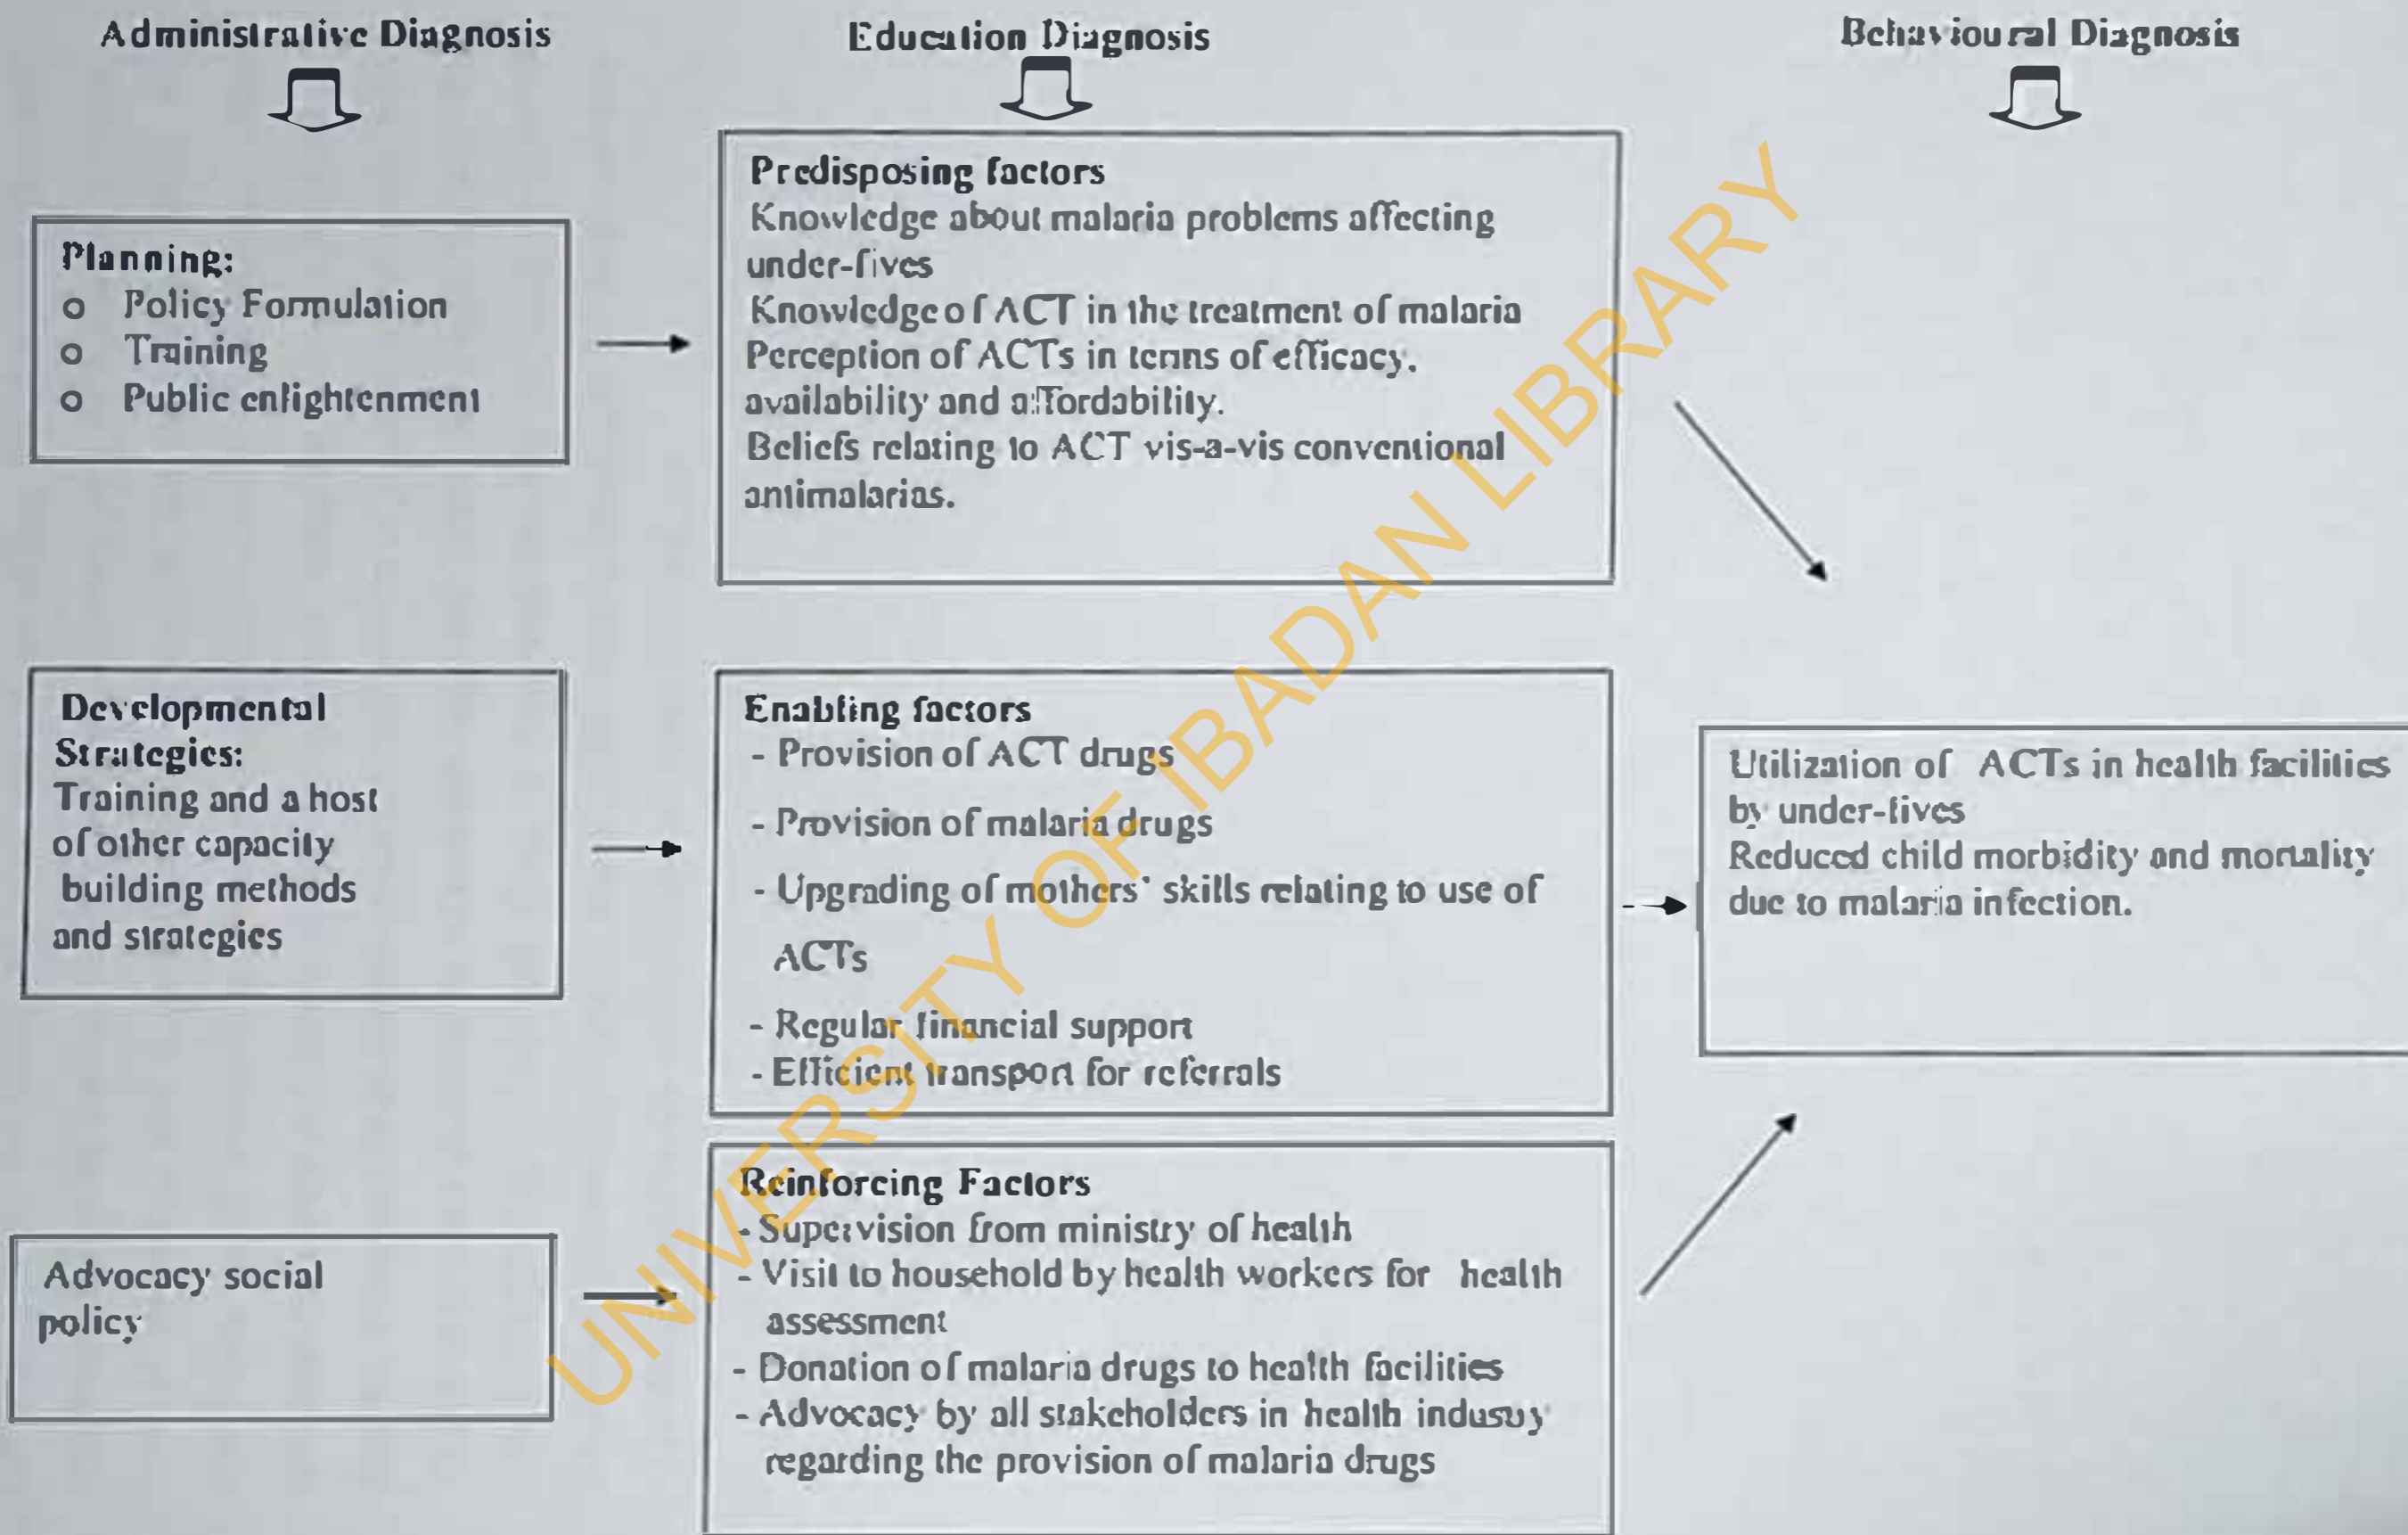 Administrative Diagnosis
Education Diagnosis
Behavioural Diagnosis
Planning:
o Policy Formulation
o Training
o Public enlightenment
Predisposing factors
Knowledge about malaria problems affecting
under-fives
Knowledge of ACT in the treatment of malaria
Perception of ACTs in terms of efficacy,
availability and affordability.
Beliefs relating to ACT vis-a-vis conventional
antimalarias.
Developmental
Strategies:
Training and a host
of other capacity
building methods
and strategies
Enabling factors
- Provision of ACT drugs
- Provision of malaria drugs
- Upgrading of mothers' skills relating to use of
ACTs
- Regular financial support
- Efficient transport for referrals
Utilization of ACTs in health facilities
by under-fives
Reduced child morbidity and mortality
due to malaria infection.
Advocacy social
policy
Reinforcing Factors
- Supervision from ministry of health
- Visit to household by health workers for health
assessment
- Donation of malaria drugs to health facilities
- Advocacy by all stakeholders in health industry
regarding the provision of malaria drugs
UNIVERSITY OF IBADAN LIBRARY